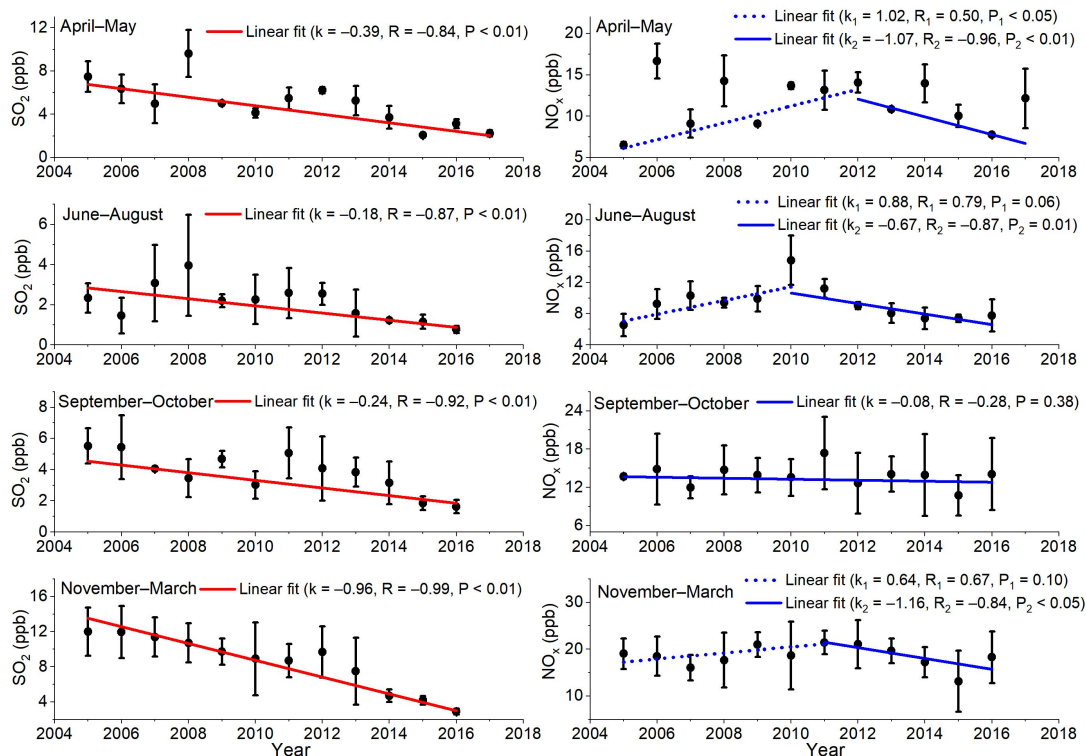 April–May
Linear fit (k = –0.39, R = –0.84, P < 0.01)
SO2 (ppb)
12
8
4
0
2004 2006 2008 2010 2012 2014 2016 2018
Linear fit (k1 = 1.02, R1 = 0.50, P1 < 0.05)
Linear fit (k2 = –1.07, R2 = –0.96, P2 < 0.01)
April–May
NOx (ppb)
20
15
10
5
2004 2006 2008 2010 2012 2014 2016 2018
June–August
Linear fit (k = –0.18, R = –0.87, P < 0.01)
SO2 (ppb)
6
4
2
0
2004 2006 2008 2010 2012 2014 2016 2018
Linear fit (k1 = 0.88, R1 = 0.79, P1 = 0.06)
Linear fit (k2 = –0.67, R2 = –0.87, P2 = 0.01)
June–August
NOx (ppb)
20
16
12
8
4
2004 2006 2008 2010 2012 2014 2016 2018
September–October
Linear fit (k = –0.24, R = –0.92, P < 0.01)
SO2 (ppb)
8
6
4
2
0
2004 2006 2008 2010 2012 2014 2016 2018
September–October
Linear fit (k = –0.08, R = –0.28, P = 0.38)
NOx (ppb)
24
18
12
6
2004 2006 2008 2010 2012 2014 2016 2018
November–March
Linear fit (k = –0.96, R = –0.99, P < 0.01)
SO2 (ppb)
16
12
8
4
2004 2006 2008 2010 2012 2014 2016 2018
Year
Linear fit (k1 = 0.64, R1 = 0.67, P1 = 0.10)
Linear fit (k2 = –1.16, R2 = –0.84, P2 < 0.05)
November–March
NOx (ppb)
30
20
10
2004 2006 2008 2010 2012 2014 2016 2018
Year